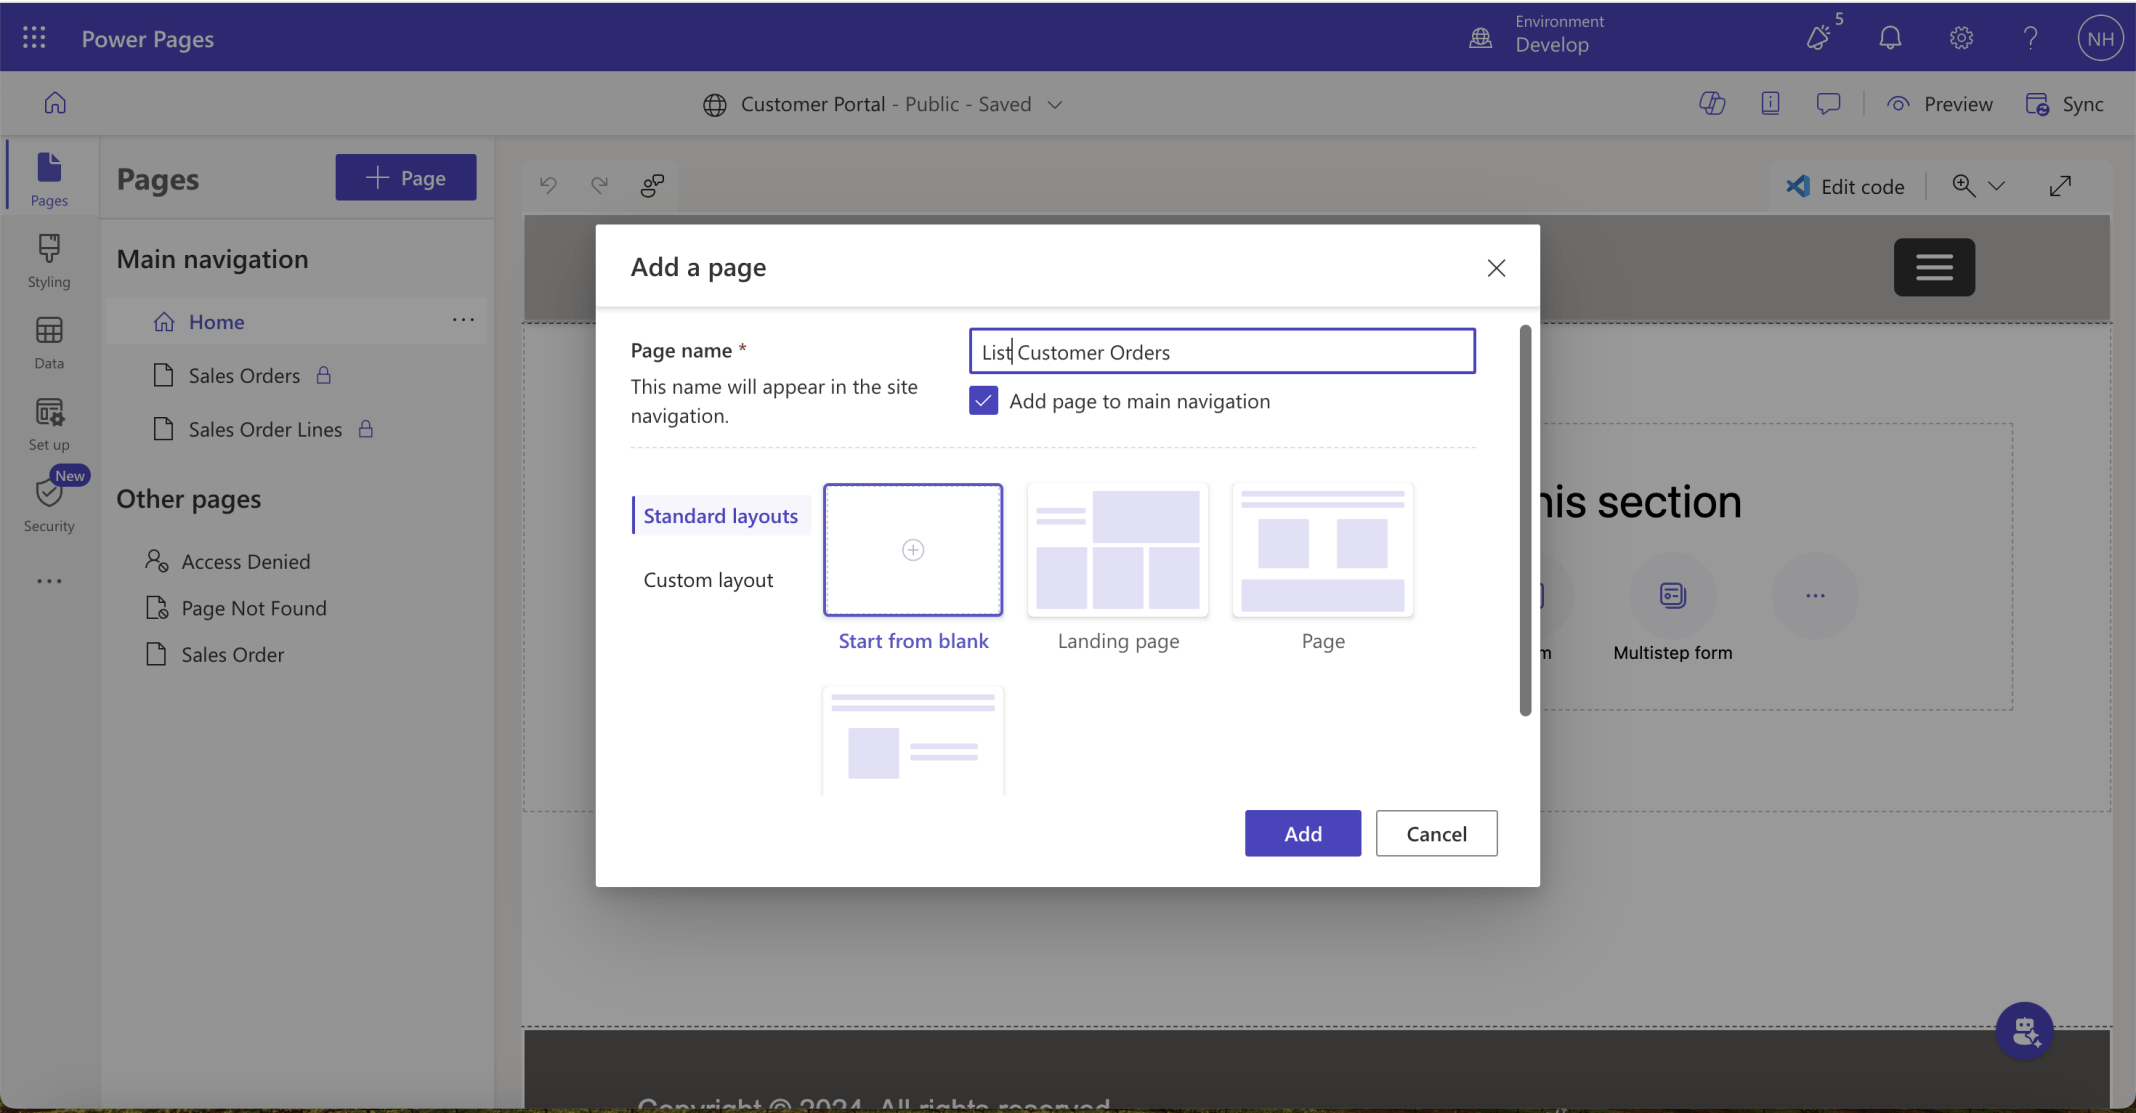 Power Pages
Environment
Develop
5
NH
Customer Portal - Public - Saved
Preview
Sync
Pages
Styling
Data
Set up
New
Security
Pages
Page
Main navigation
Home
Sales Orders
Sales Order Lines
Other pages
Access Denied
Page Not Found
Sales Order
Edit code
Add a page
Page name *
This name will appear in the site
navigation.
List Customer Orders
Add page to main navigation
Standard layouts
Custom layout
Start from blank
Landing page
Page
Add
Cancel
his section
m
Multistep form
Copyright © 2024. All rights reserved.